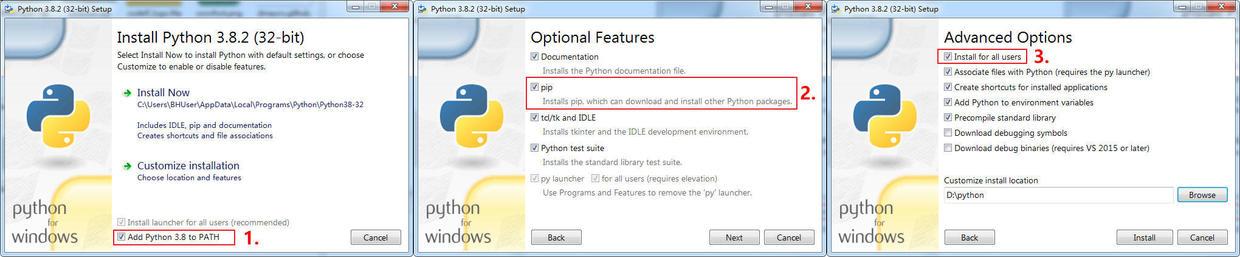 Python 3.8.2 (32-bit) Setup
Install Python 3.8.2 (32-bit)
Select Install Now to install Python with default settings, or choose
Customize to enable or disable features.
Install Now
C:\Users\BHUser\AppData\Local\Programs\Python\Python38-32
Includes IDLE, pip and documentation
Creates shortcuts and file associations
Customize installation
Choose location and features
python
for
windows
Install launcher for all users (recommended)
Add Python 3.8 to PATH
1.
Cancel
Python 3.8.2 (32-bit) Setup
Optional Features
Documentation
Installs the Python documentation file.
pip
Installs pip, which can download and install other Python packages.
2.
td/tk and IDLE
Installs tkinter and the IDLE development environment.
Python test suite
Installs the standard library test suite.
py launcher for all users (requires elevation)
Use Programs and Features to remove the 'py' launcher.
python
for
windows
Back
Next
Cancel
Python 3.8.2 (32-bit) Setup
Advanced Options
Install for all users
3.
Associate files with Python (requires the py launcher)
Create shortcuts for installed applications
Add Python to environment variables
Precompile standard library
Download debugging symbols
Download debug binaries (requires VS 2015 or later)
Customize install location
D:\python
Browse
python
for
windows
Back
Install
Cancel